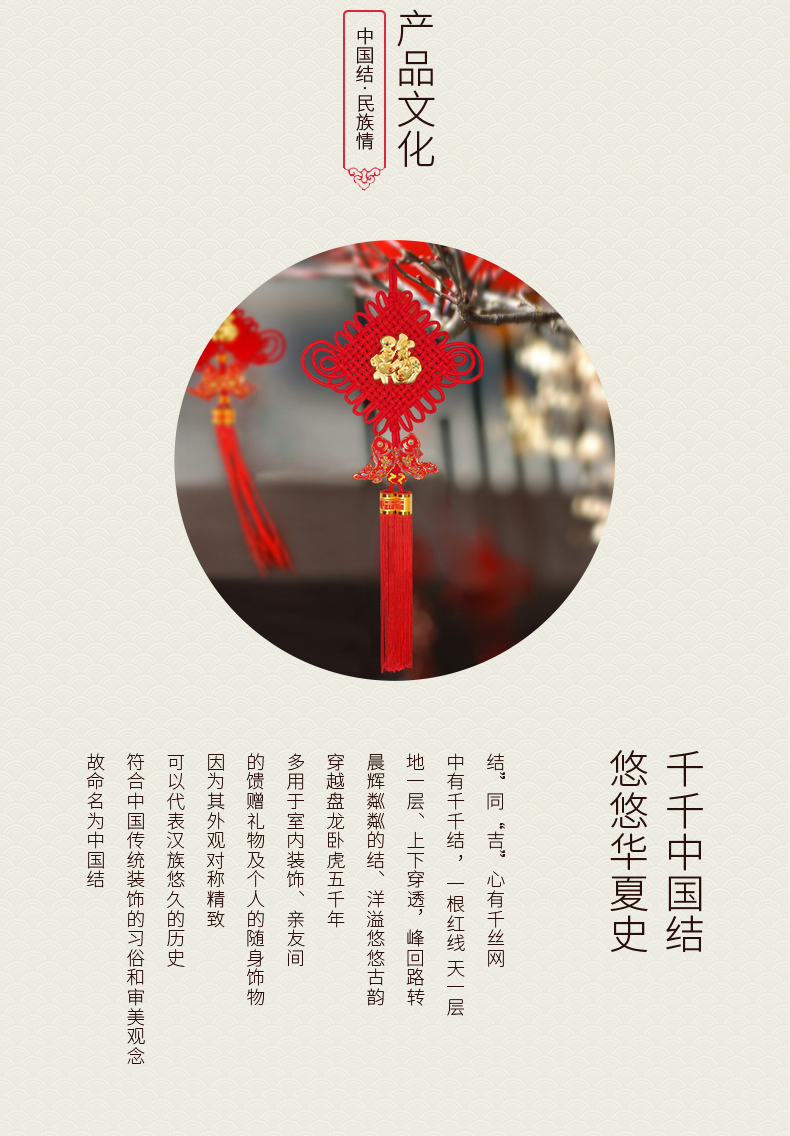 产品文化
中国结·民族情
千千中国结
悠悠华夏史
结”同“吉”心有千丝网
中有千千结，一根红线 天一层
地一层、上下穿透，峰回路转
晨辉粼粼的结、洋溢悠悠古韵
穿越盘龙卧虎五千年
多用于室内装饰、亲友间
的馈赠礼物及个人的随身饰物
因为其外观对称精致
可以代表汉族悠久的历史
符合中国传统装饰的习俗和审美观念
故命名为中国结